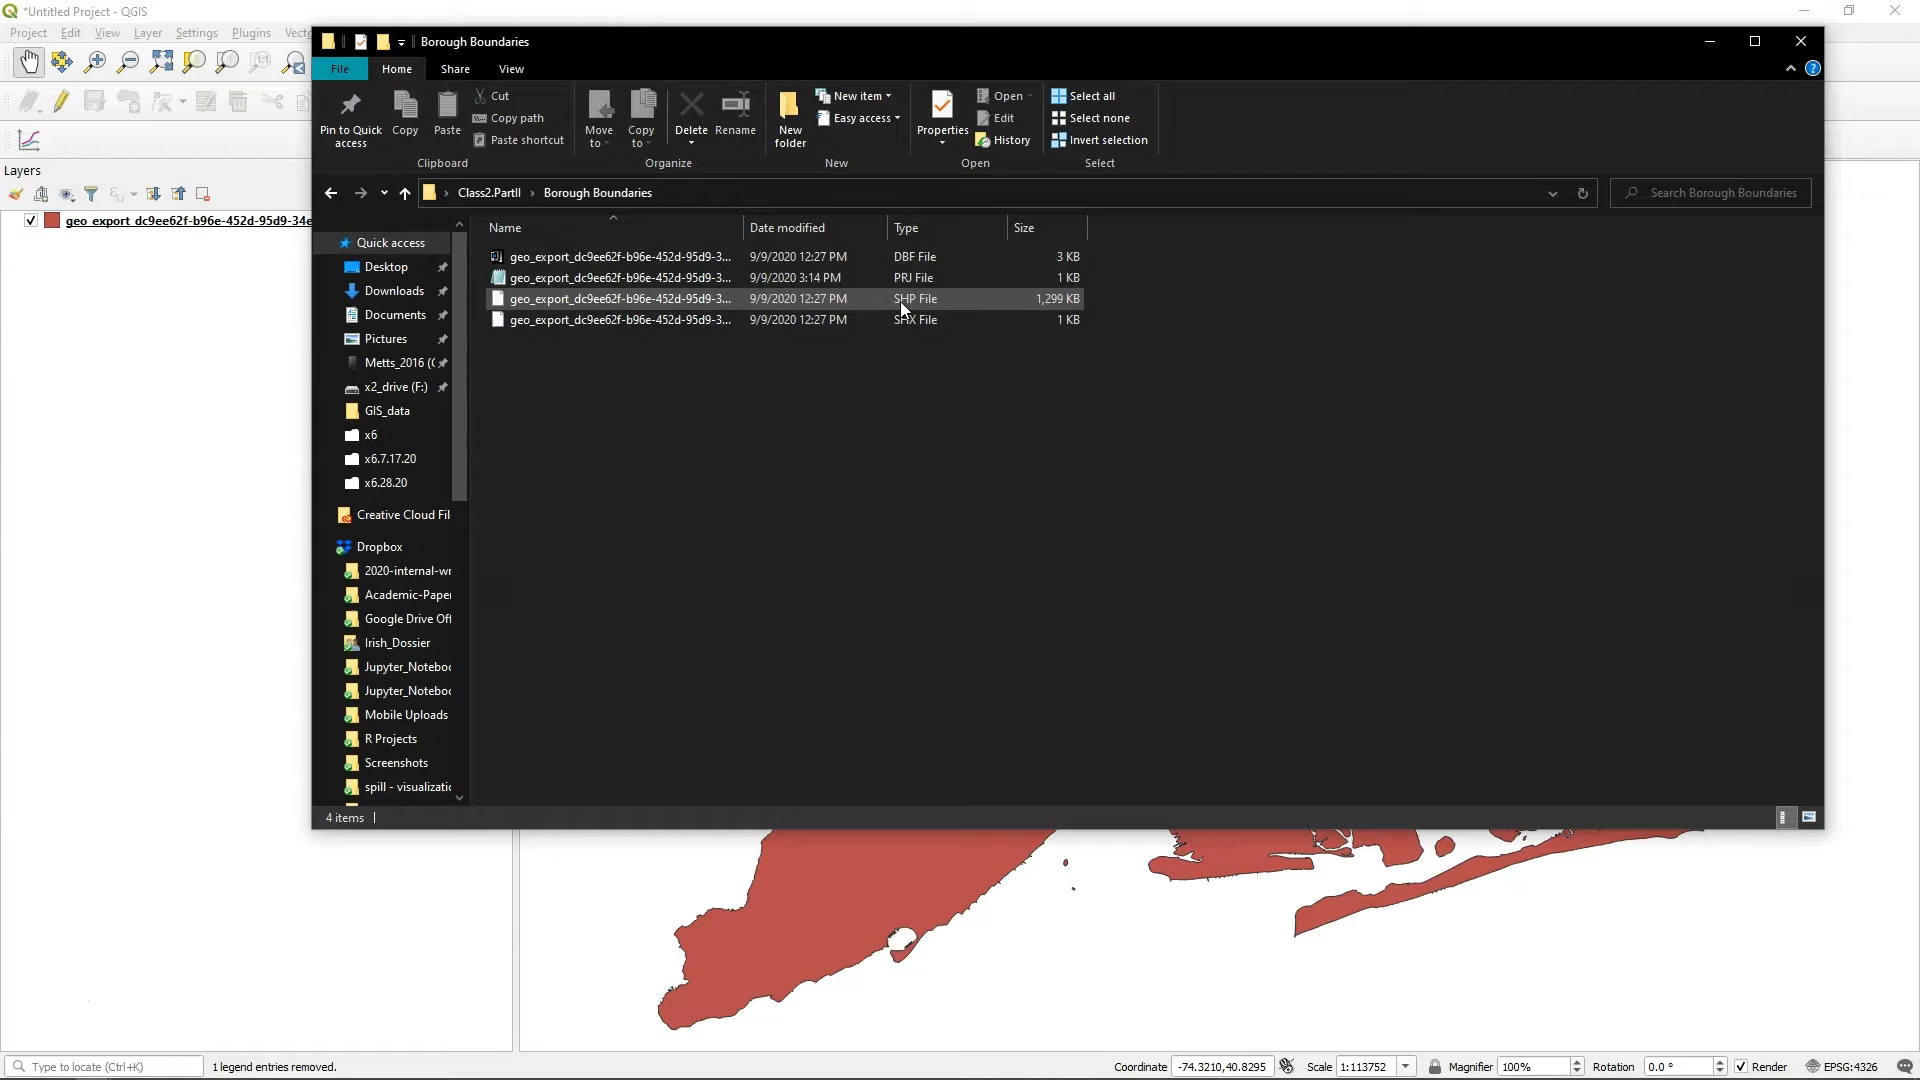 *Untitled Project - QGIS
Project Edit View Layer Settings Plugins
Borough Boundaries
File Home Share View
Pin to Quick access
Copy
Paste
Cut
Copy path
Paste shortcut
Clipboard
Move to
Copy to
Delete
Rename
Organize
New folder
New item
Easy access
New
Properties
Open
Edit
History
Open
Select all
Select none
Invert selection
Select
Class2.PartII › Borough Boundaries
Search Borough Boundaries
Layers
geo_export_dc9ee62f-b96e-452d-95d9-34e
Quick access
Desktop
Downloads
Documents
Pictures
Metts_2016 (
x2_drive (F:)
GIS_data
x6
x6.7.17.20
x6.28.20
Creative Cloud Fil
Dropbox
2020-internal-wr
Academic-Paper
Google Drive Off
Irish_Dossier
Jupyter_Noteboo
Jupyter_Noteboo
Mobile Uploads
R Projects
Screenshots
spill - visualizatio
Name Date modified Type Size
geo_export_dc9ee62f-b96e-452d-95d9-3... 9/9/2020 12:27 PM DBF File 3 KB
geo_export_dc9ee62f-b96e-452d-95d9-3... 9/9/2020 3:14 PM PRJ File 1 KB
geo_export_dc9ee62f-b96e-452d-95d9-3... 9/9/2020 12:27 PM SHP File 1,299 KB
geo_export_dc9ee62f-b96e-452d-95d9-3... 9/9/2020 12:27 PM SHX File 1 KB
4 items
Type to locate (Ctrl+K) 1 legend entries removed. Coordinate -74.3210,40.8295 Scale 1:113752 Magnifier 100% Rotation 0.0 ° Render EPSG:4326